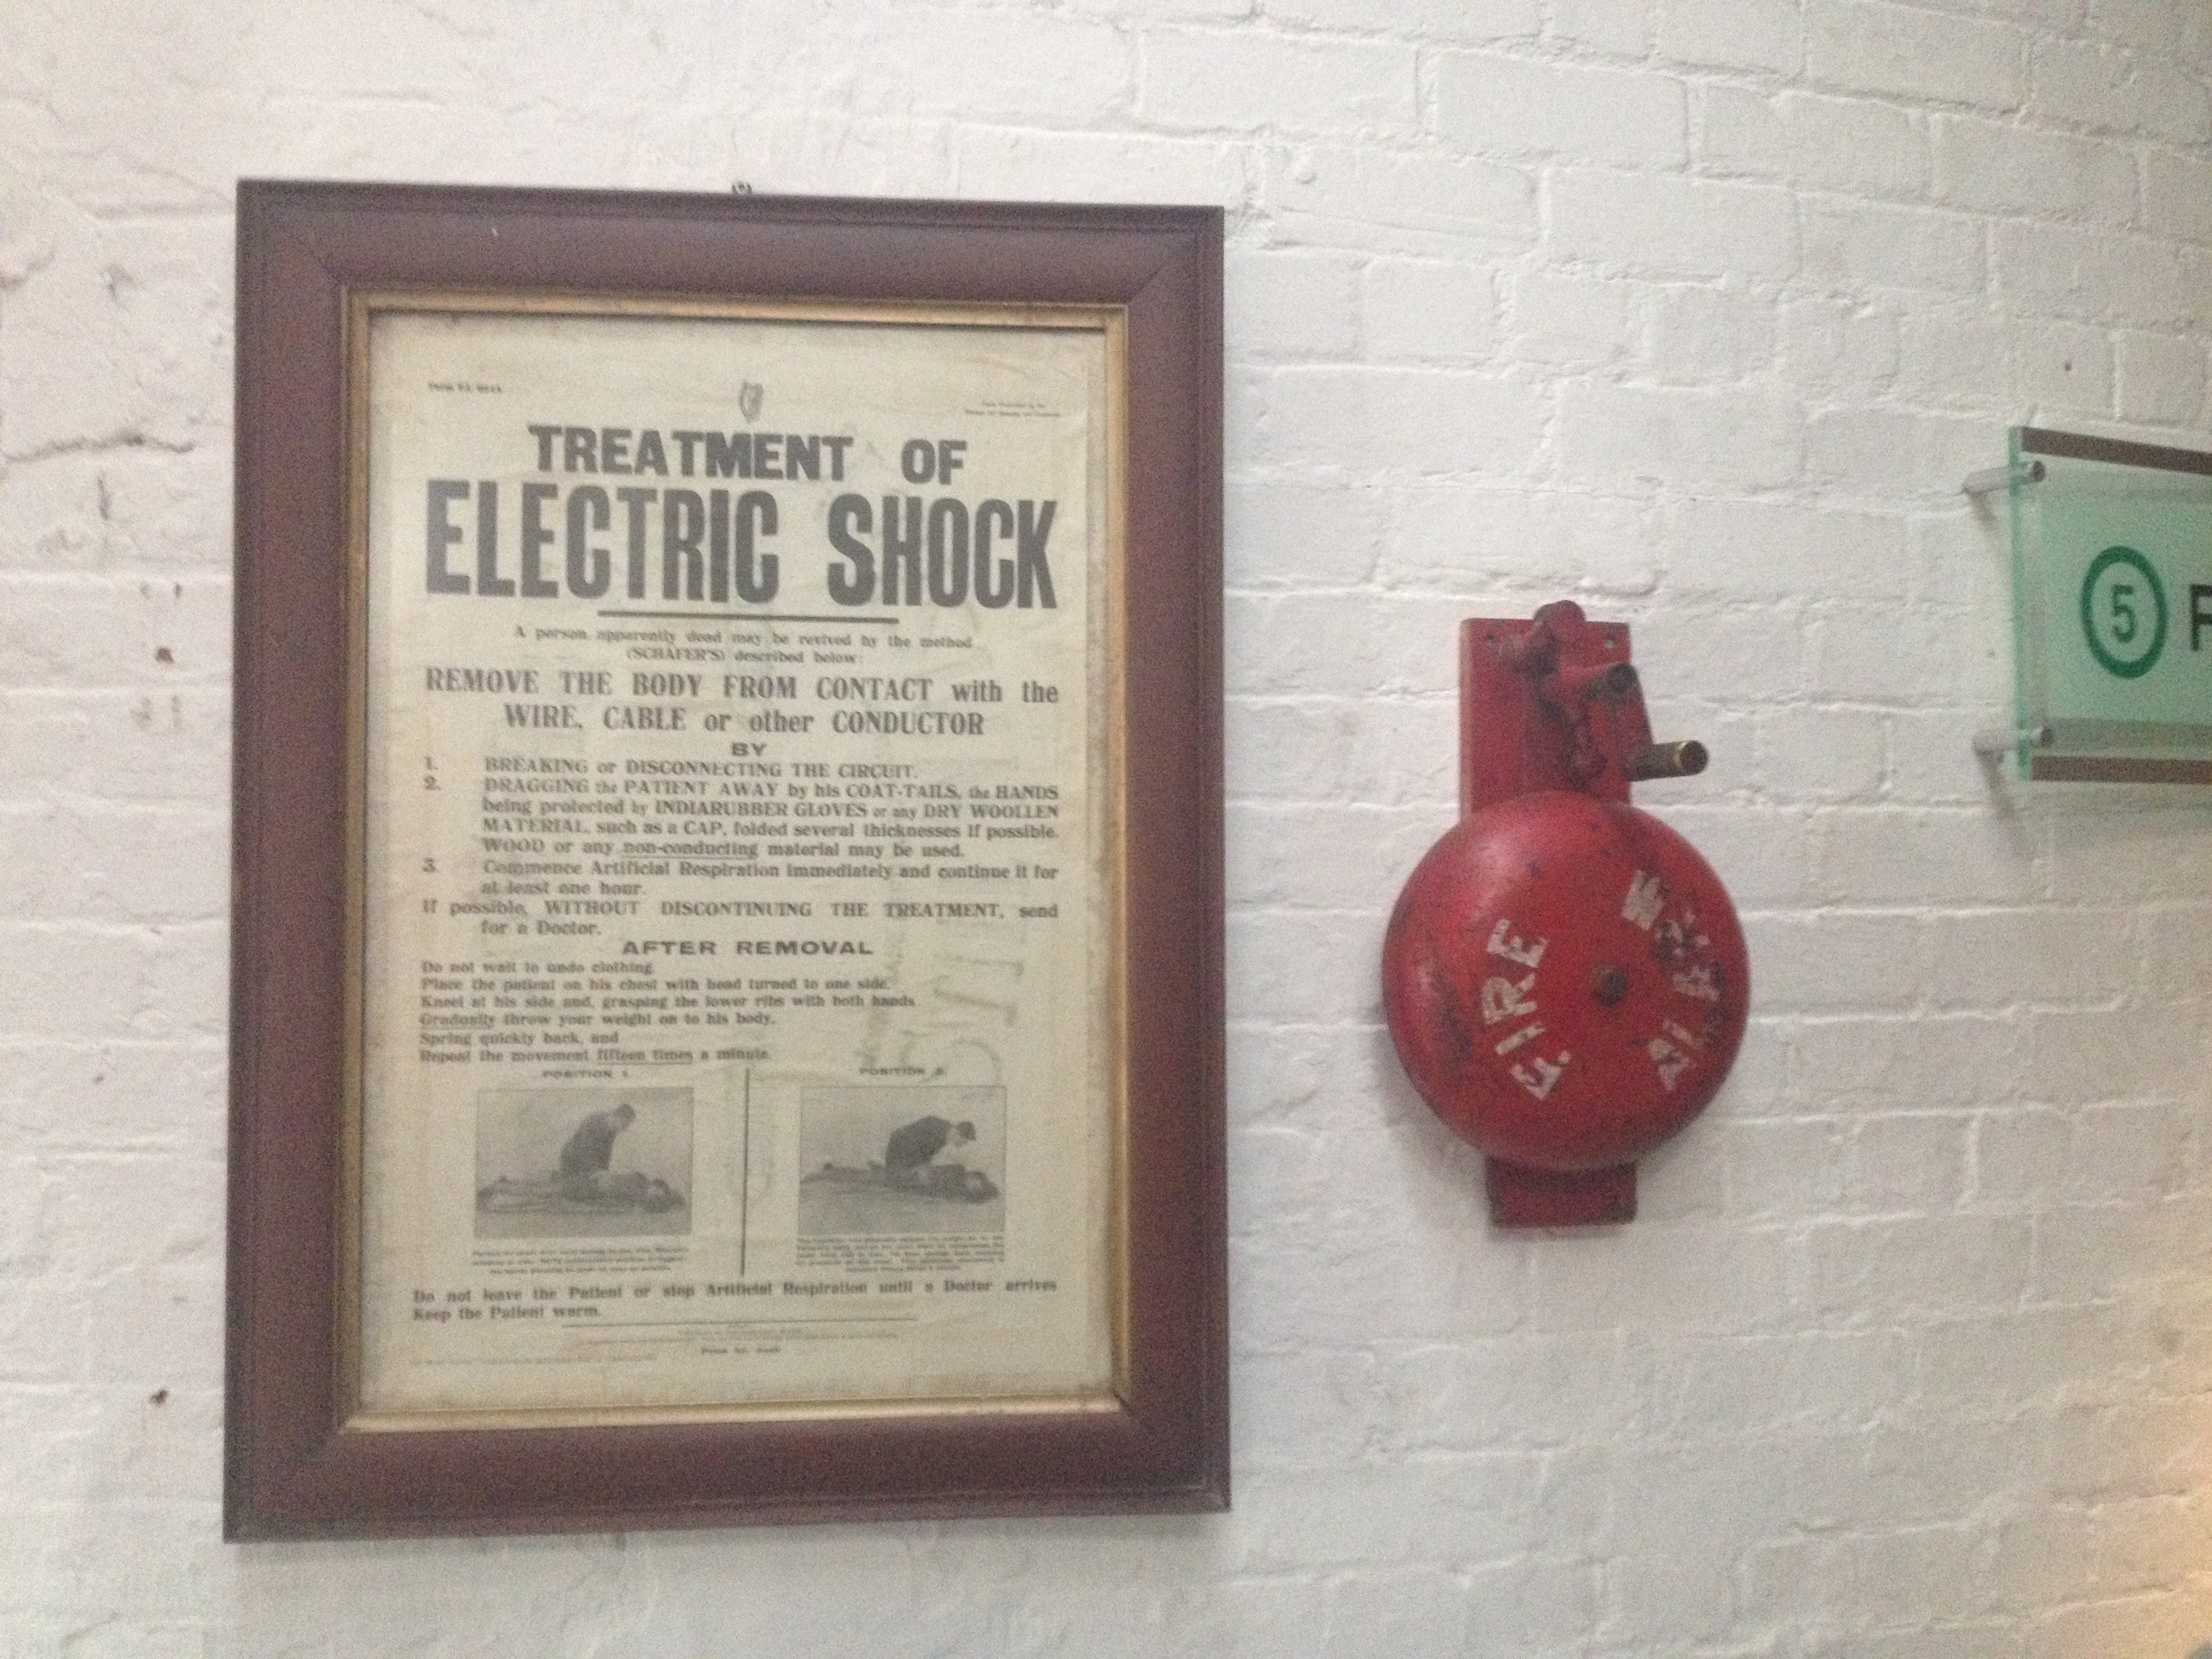 TREATMENT OF
ELECTRIC SHOCK
A person apparently dead may be revived by the method
(SCHAFER'S) described below:
REMOVE THE BODY FROM CONTACT with the
WIRE, CABLE or other CONDUCTOR
BY
1. BREAKING or DISCONNECTING THE CIRCUIT.
2. DRAGGING the PATIENT AWAY by his COAT-TAILS, the HANDS
being protected by INDIARUBBER GLOVES or any DRY WOOLLEN
MATERIAL, such as a CAP, folded several thicknesses if possible.
WOOD or any non-conducting material may be used.
3. Commence Artificial Respiration immediately and continue it for
at least one hour.
If possible, WITHOUT DISCONTINUING THE TREATMENT, send
for a Doctor.
AFTER REMOVAL
Do not wait to undo clothing.
Place the patient on his chest with head turned to one side.
Kneel at his side and, grasping the lower ribs with both hands
Gradually throw your weight on to his body.
Spring quickly back, and
Repeat the movement fifteen times a minute.
POSITION 1.
POSITION 2.
Do not leave the Patient or stop Artificial Respiration until a Doctor arrives
Keep the Patient warm.
FIRE
5